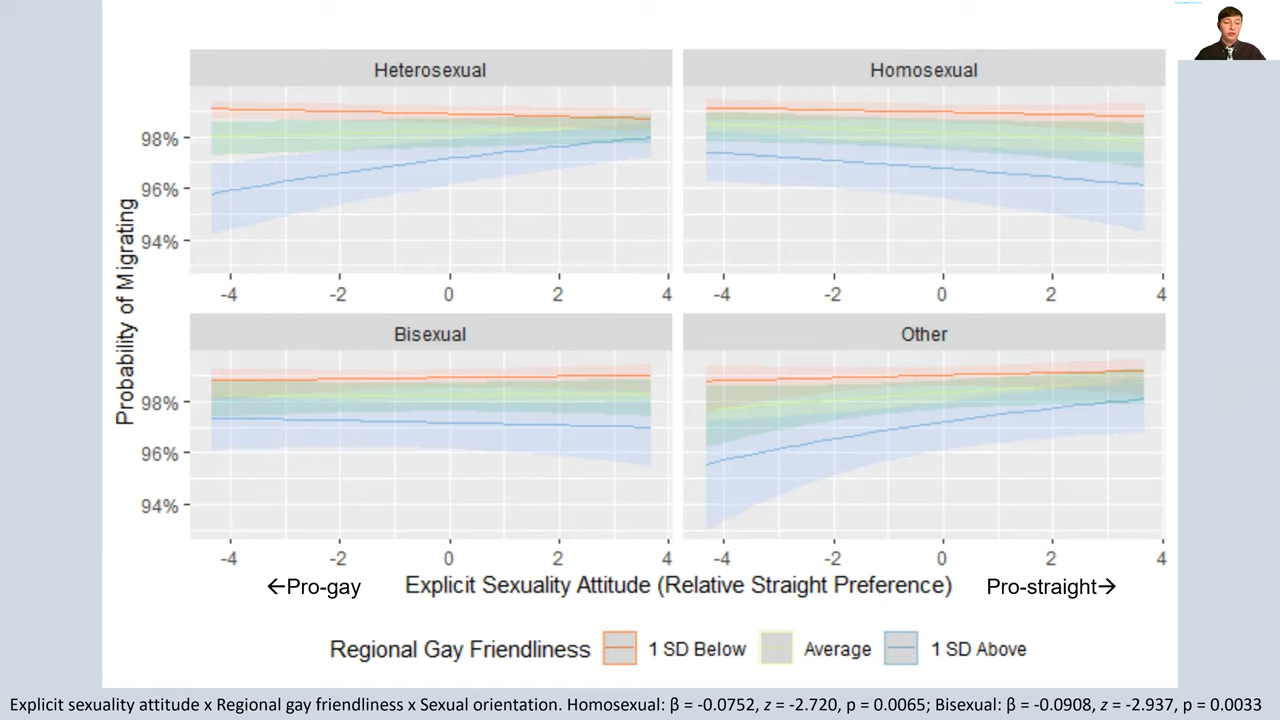 Heterosexual
Homosexual
98%
96%
94%
-4 -2 0 2 4
-4 -2 0 2 4
Probability of Migrating
Bisexual
Other
98%
96%
94%
-4 -2 0 2 4
-4 -2 0 2 4
←Pro-gay Explicit Sexuality Attitude (Relative Straight Preference) Pro-straight→
Regional Gay Friendliness 1 SD Below Average 1 SD Above
Explicit sexuality attitude x Regional gay friendliness x Sexual orientation. Homosexual: β = -0.0752, z = -2.720, p = 0.0065; Bisexual: β = -0.0908, z = -2.937, p = 0.0033